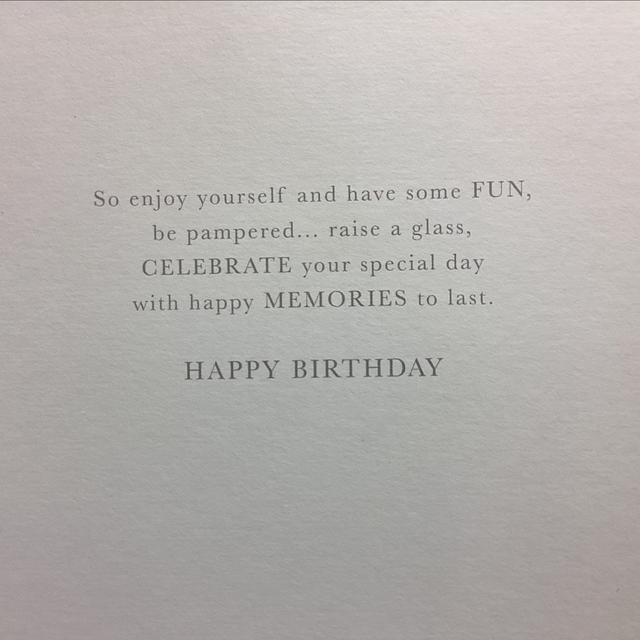 So enjoy yourself and have some FUN,
be pampered... raise a glass,
CELEBRATE your special day
with happy MEMORIES to last.
HAPPY BIRTHDAY